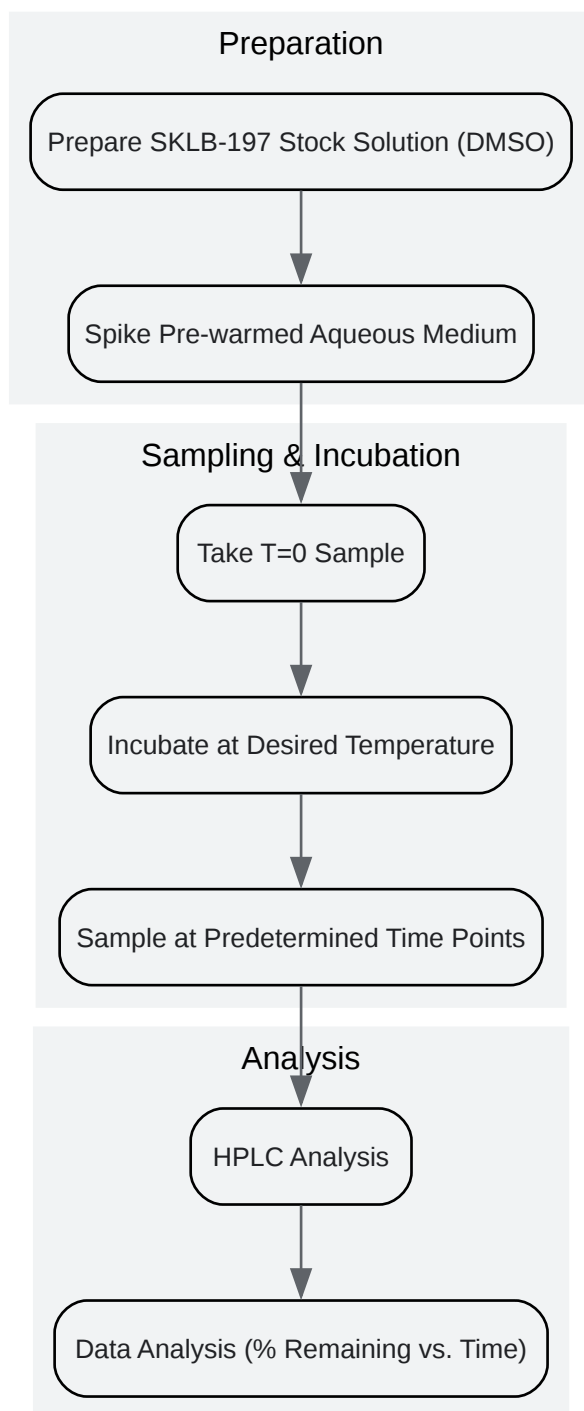 Preparation
Prepare SKLB-197 Stock Solution (DMSO)
Spike Pre-warmed Aqueous Medium
Sampling & Incubation
Take T=0 Sample
Incubate at Desired Temperature
Sample at Predetermined Time Points
Analysis
HPLC Analysis
Data Analysis (% Remaining vs. Time)